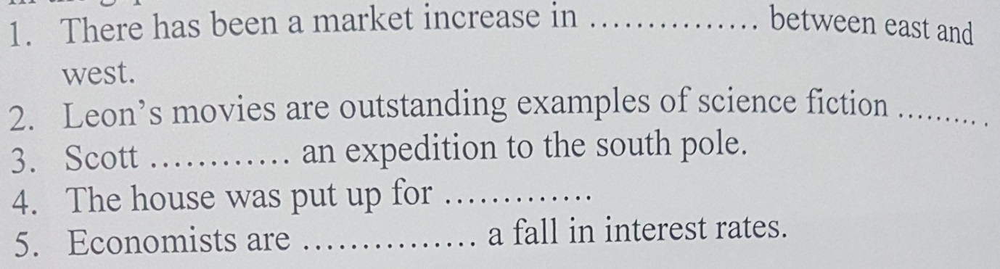 1. There has been a market increase in ............... between east and
west.
2. Leon's movies are outstanding examples of science fiction ..........
3. Scott ............ an expedition to the south pole.
4. The house was put up for .............
5. Economists are ............... a fall in interest rates.